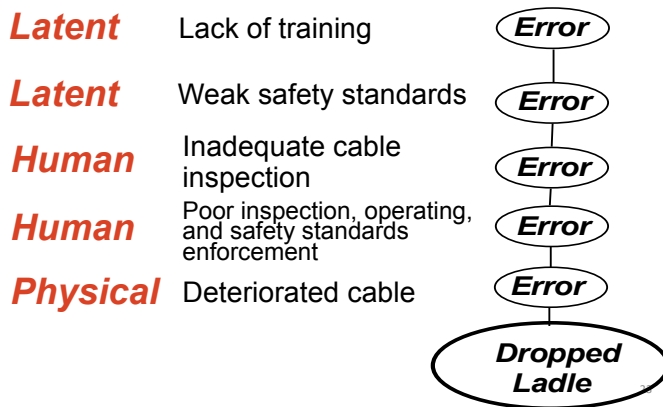 Latent Lack of training Error
Latent Weak safety standards Error
Human Inadequate cable
inspection Error
Human Poor inspection, operating,
and safety standards
enforcement Error
Physical Deteriorated cable Error
Dropped
Ladle